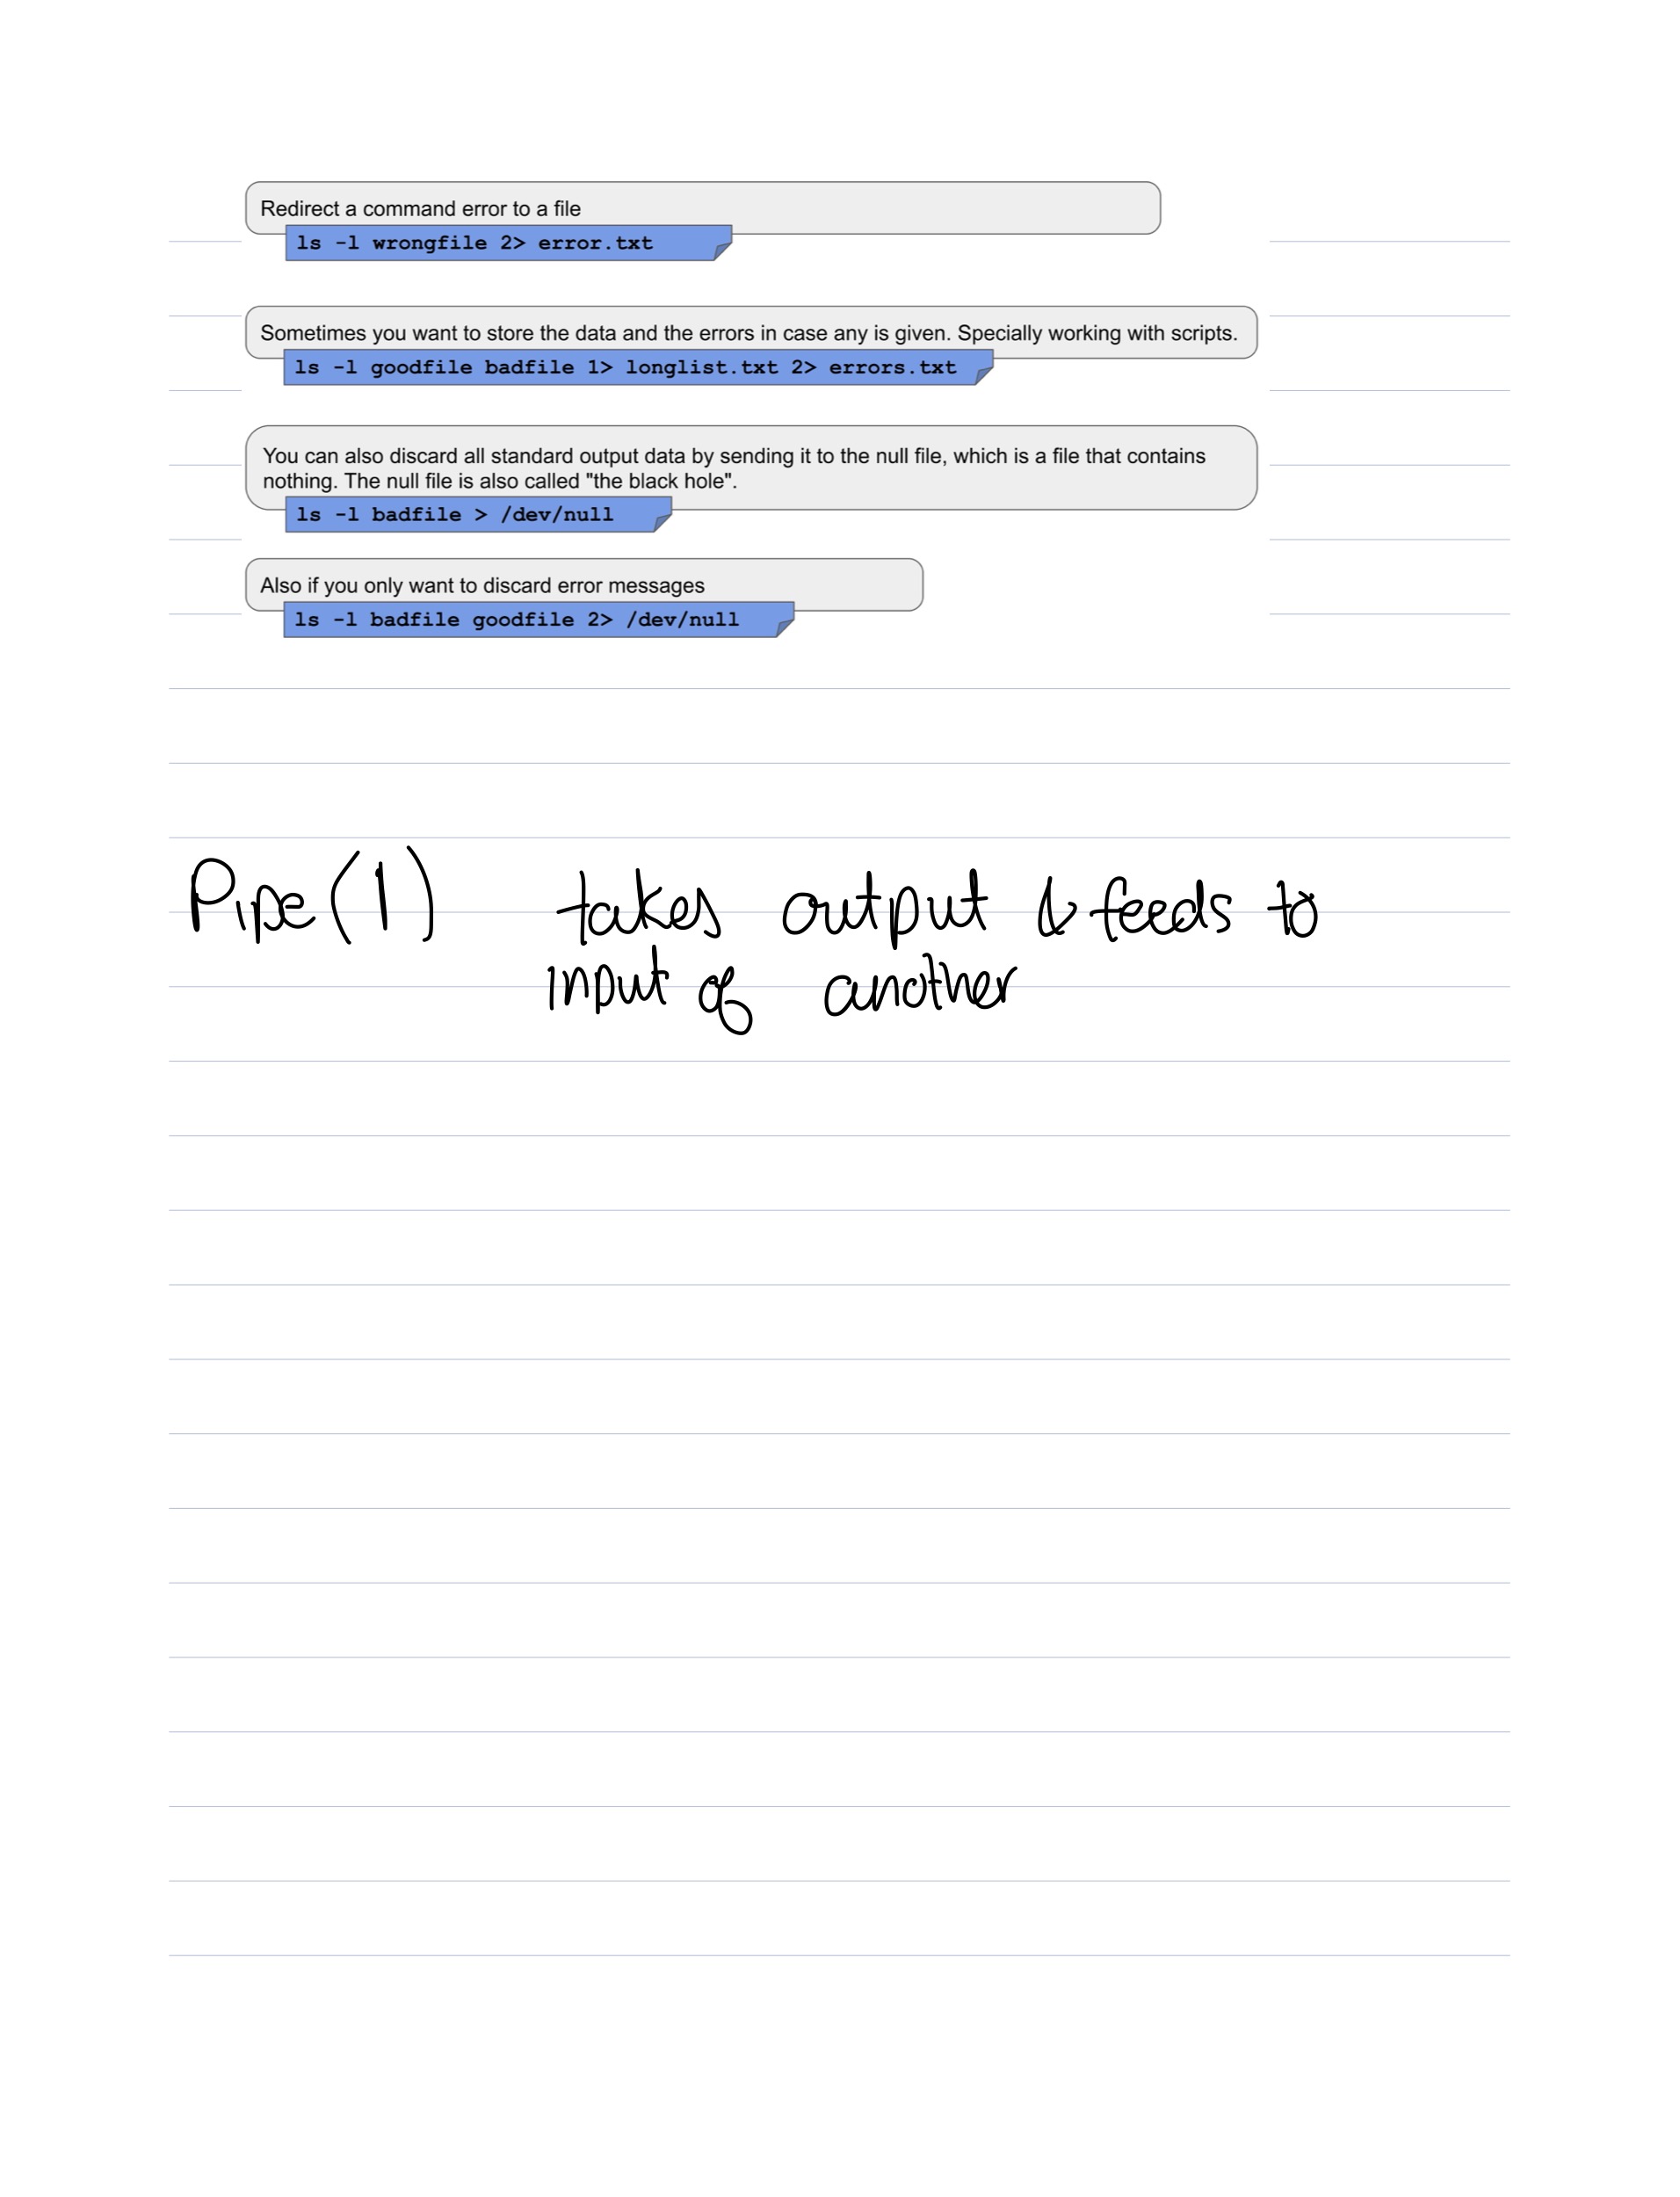 Redirect a command error to a file
ls -l wrongfile 2> error.txt
Sometimes you want to store the data and the errors in case any is given. Specially working with scripts.
ls -l goodfile badfile 1> longlist.txt 2> errors.txt
You can also discard all standard output data by sending it to the null file, which is a file that contains
nothing. The null file is also called "the black hole".
ls -l badfile > /dev/null
Also if you only want to discard error messages
ls -l badfile goodfile 2> /dev/null
Pipe (|) takes output & feeds to
input of another